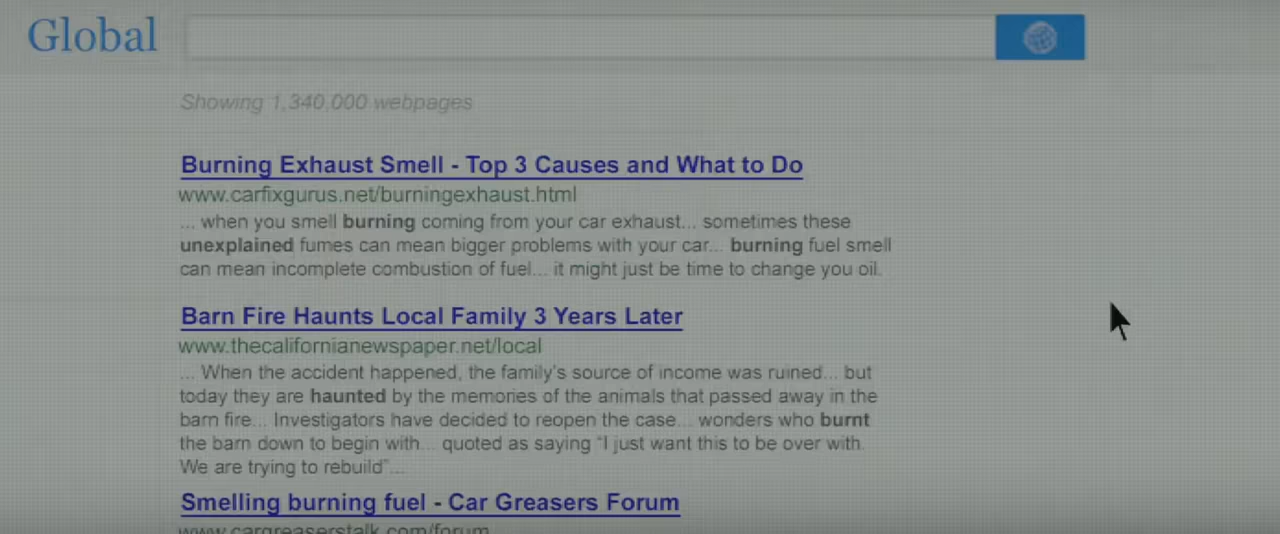 Global
Showing 1,340,000 webpages
Burning Exhaust Smell - Top 3 Causes and What to Do
www.carfixgurus.net/burningexhaust.html
... when you smell burning coming from your car exhaust... sometimes these
unexplained fumes can mean bigger problems with your car... burning fuel smell
can mean incomplete combustion of fuel... it might just be time to change you oil.
Barn Fire Haunts Local Family 3 Years Later
www.thecalifornianewspaper.net/local
... When the accident happened, the family's source of income was ruined... but
today they are haunted by the memories of the animals that passed away in the
barn fire... Investigators have decided to reopen the case... wonders who burnt
the barn down to begin with... quoted as saying “I just want this to be over with.
We are trying to rebuild”...
Smelling burning fuel - Car Greasers Forum
www.cargreaserstalk.com/forum